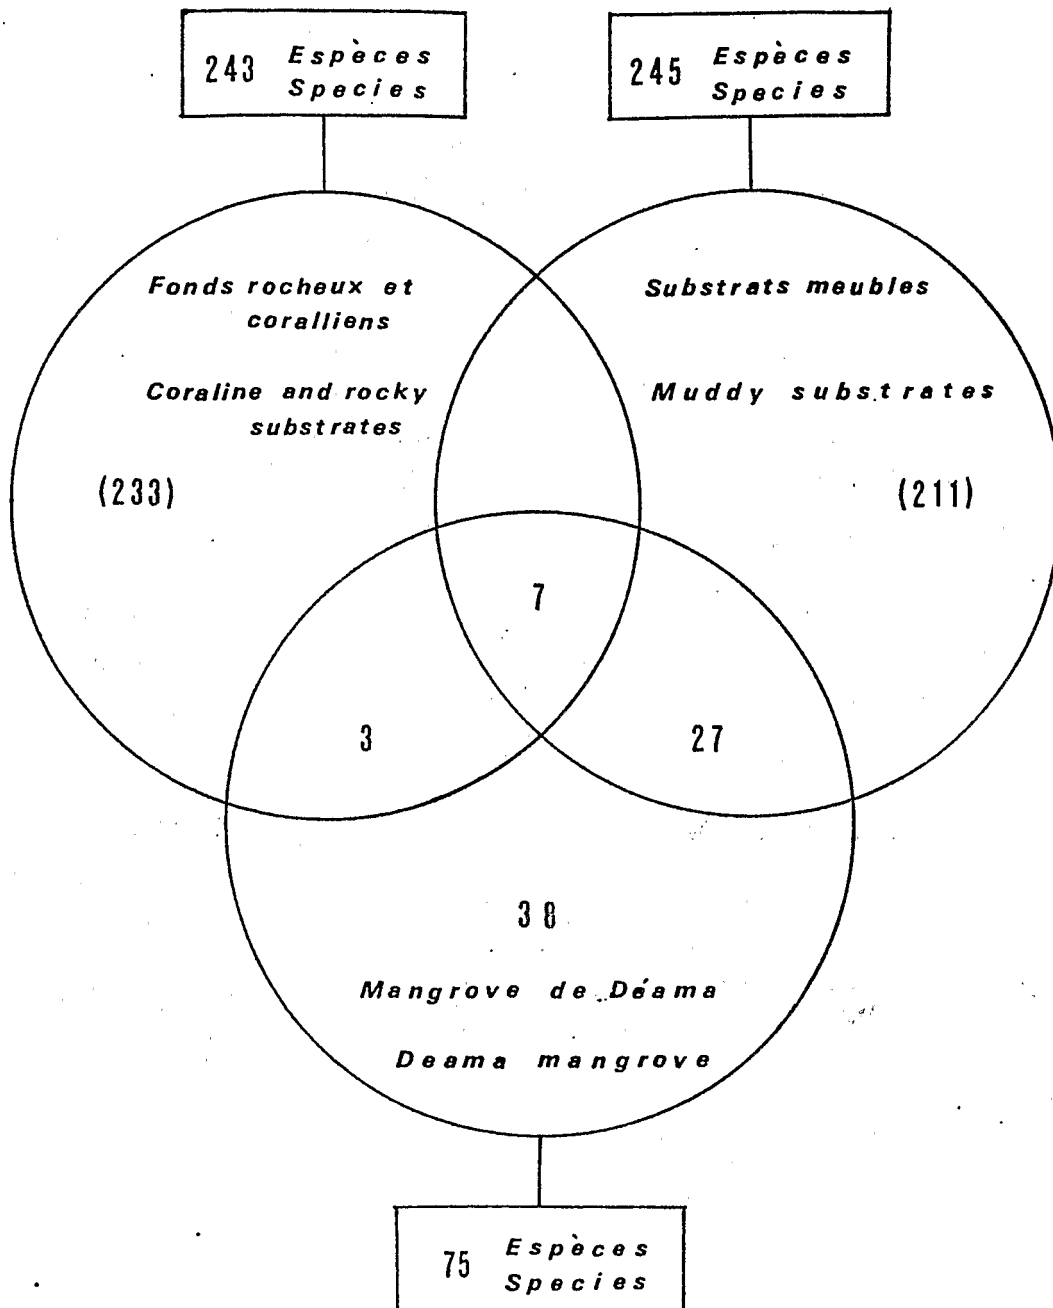 243 Espèces
Species
245 Espèces
Species
Fonds rocheux et
coralliens
Coraline and rocky
substrates
(233)
Substrats meubles
Muddy substrates
(211)
7
3
27
38
Mangrove de Déama
Deama mangrove
75 Espèces
Species